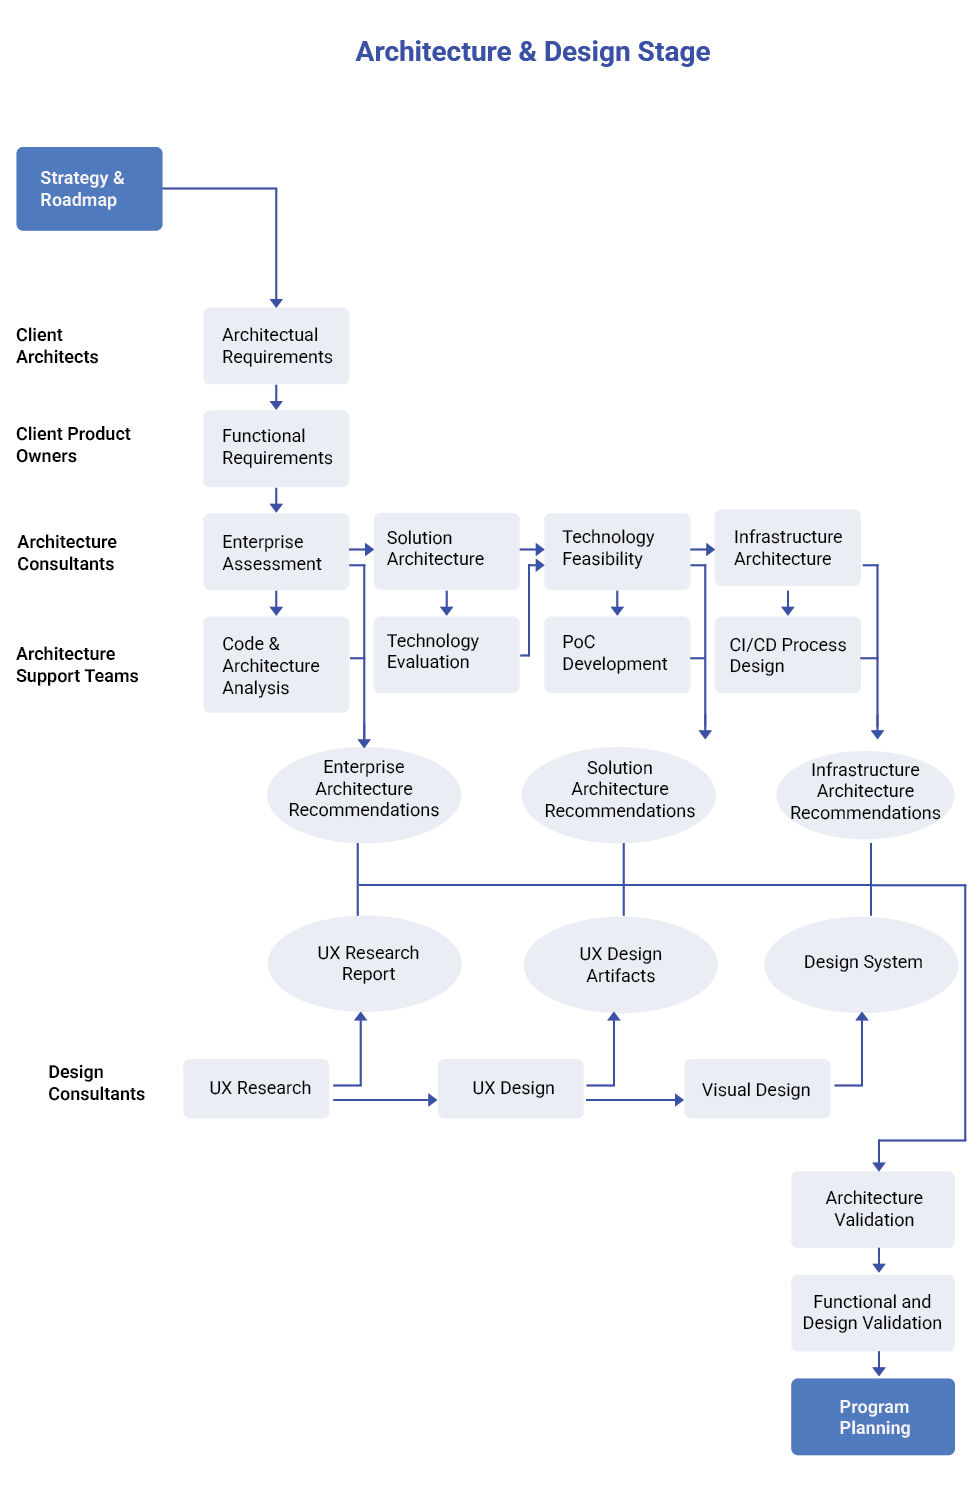 Architecture & Design Stage
Strategy &
Roadmap
Client
Architects
Architectual
Requirements
Client Product
Owners
Functional
Requirements
Architecture
Consultants
Enterprise
Assessment
Solution
Architecture
Technology
Feasibility
Infrastructure
Architecture
Architecture
Support Teams
Code &
Architecture
Analysis
Technology
Evaluation
PoC
Development
CI/CD Process
Design
Enterprise
Architecture
Recommendations
Solution
Architecture
Recommendations
Infrastructure
Architecture
Recommendations
UX Research
Report
UX Design
Artifacts
Design System
Design
Consultants
UX Research
UX Design
Visual Design
Architecture
Validation
Functional and
Design Validation
Program
Planning